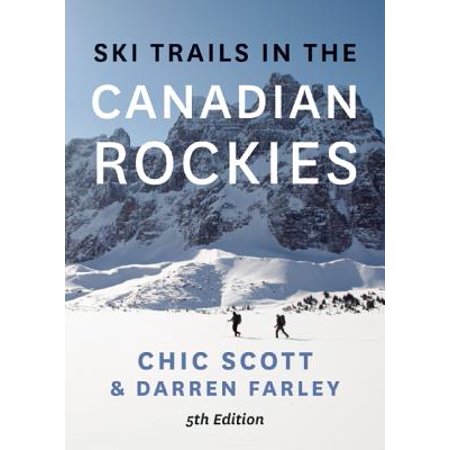 SKI TRAILS IN THE
CANADIAN
ROCKIES
CHIC SCOTT
& DARREN FARLEY
5th Edition